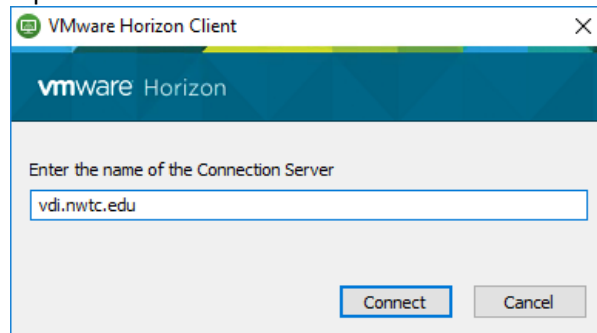 VMware Horizon Client
vmware Horizon
Enter the name of the Connection Server
vdi.nwtc.edu
Connect Cancel